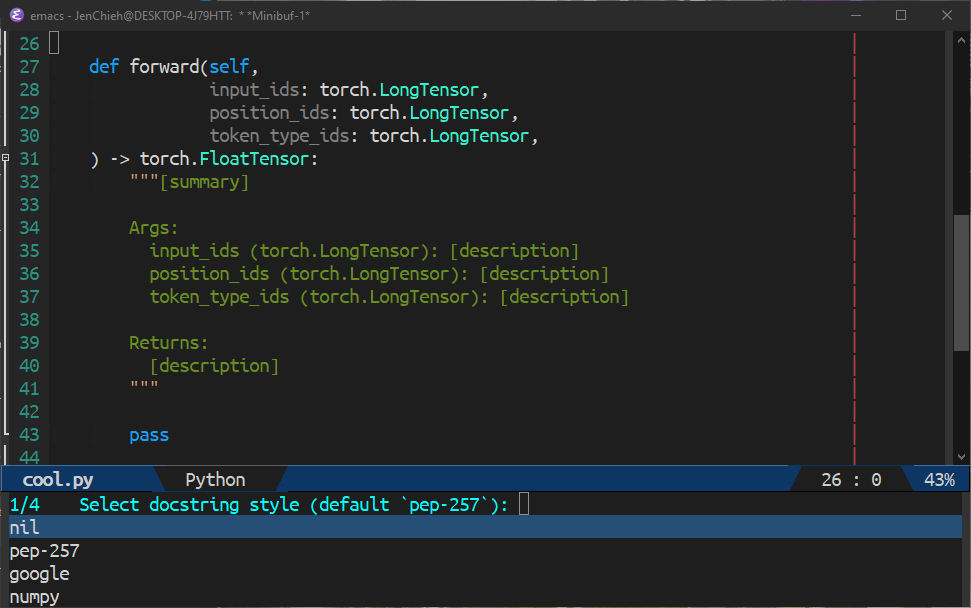 emacs - JenChieh@DESKTOP-4J79HTT: * *Minibuf-1*
26
27 def forward(self,
28 input_ids: torch.LongTensor,
29 position_ids: torch.LongTensor,
30 token_type_ids: torch.LongTensor,
31 ) -> torch.FloatTensor:
32 """[summary]
33
34 Args:
35 input_ids (torch.LongTensor): [description]
36 position_ids (torch.LongTensor): [description]
37 token_type_ids (torch.LongTensor): [description]
38
39 Returns:
40 [description]
41 """
42
43 pass
44
cool.py Python 26 : 0 43%
1/4 Select docstring style (default `pep-257`):
nil
pep-257
google
numpy